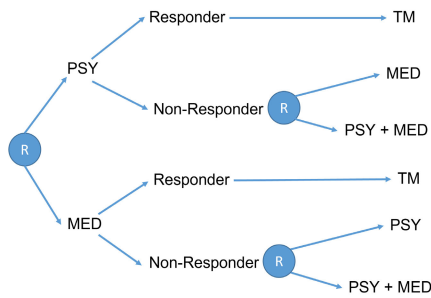 Responder
TM
PSY
MED
Non-Responder
R
PSY + MED
R
Responder
TM
MED
PSY
Non-Responder
R
PSY + MED